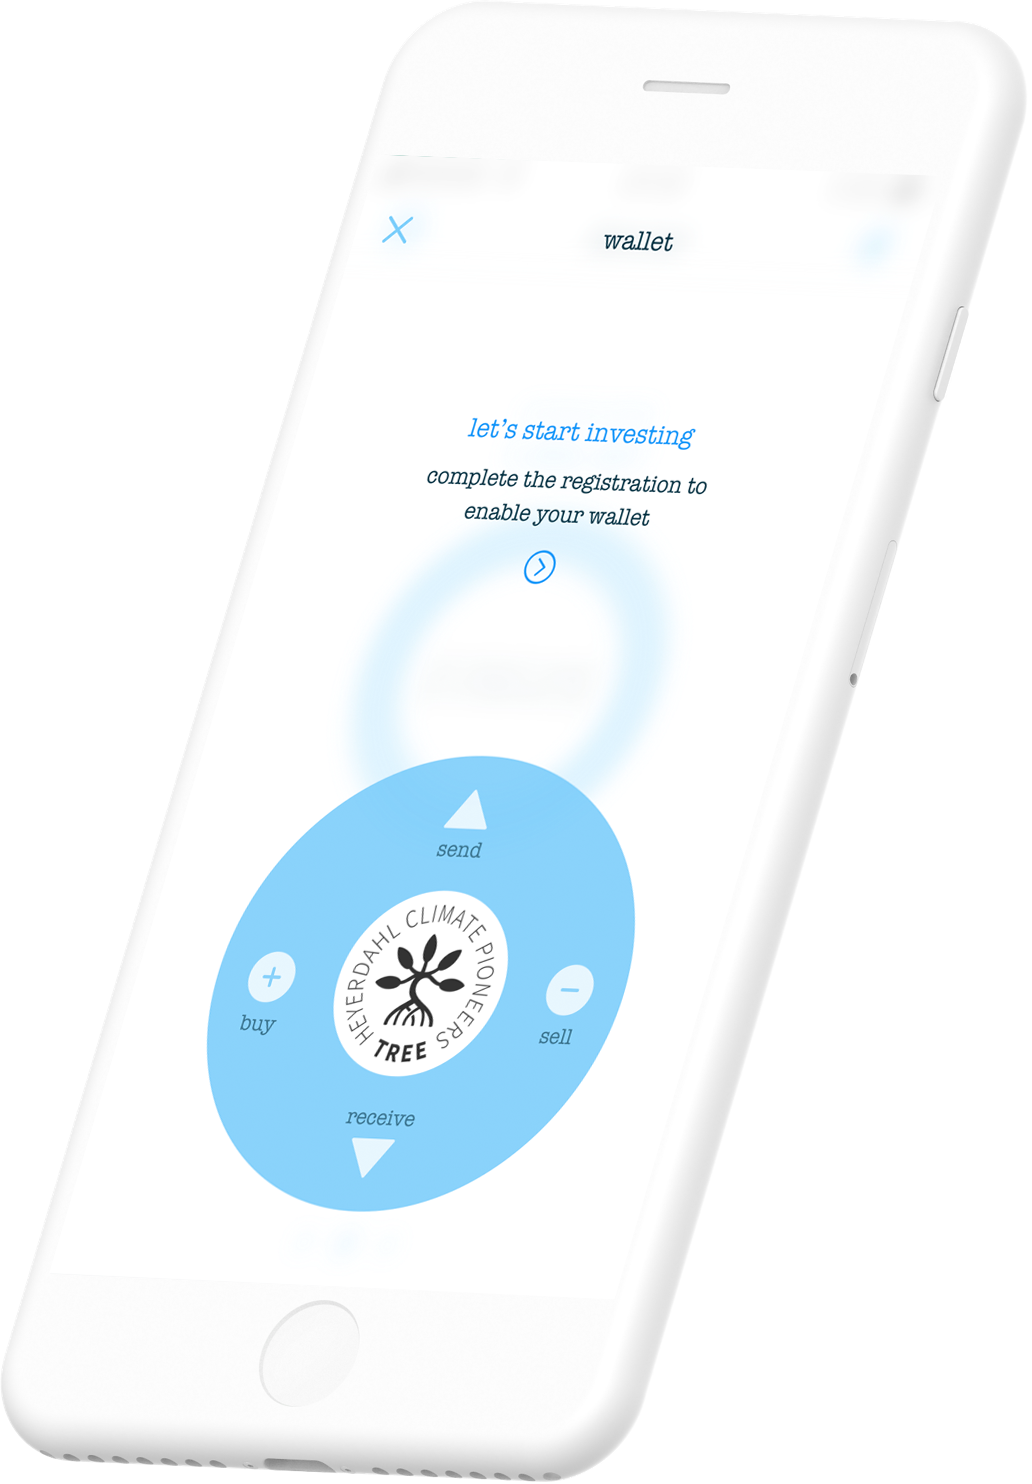 wallet
let's start investing
complete the registration to
enable your wallet
send
HEYERDAHL CLIMATE PIONEERS
TREE
buy
sell
receive